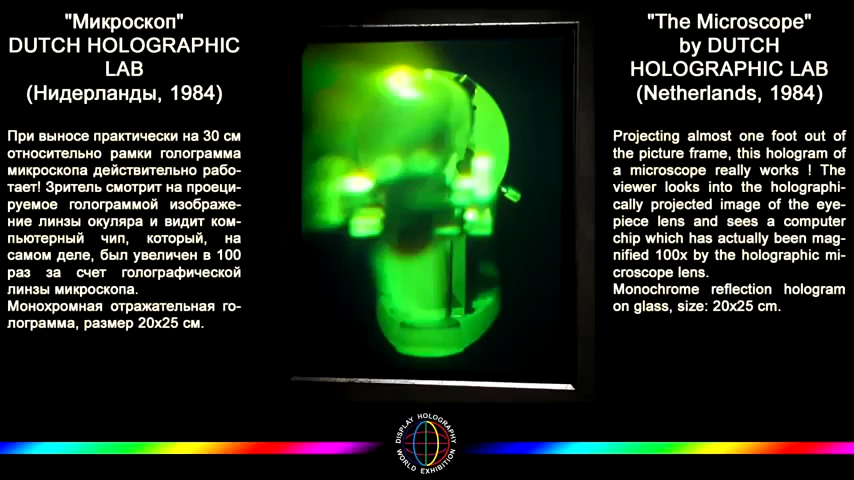 "Микроскоп"
DUTCH HOLOGRAPHIC
LAB
(Нидерланды, 1984)
При выносе практически на 30 см
относительно рамки голограмма
микроскопа действительно рабо-
тает! Зритель смотрит на проеци-
руемое голограммой изображе-
ние линзы окуляра и видит ком-
пьютерный чип, который, на
самом деле, был увеличен в 100
раз за счет голографической
линзы микроскопа.
Монохромная отражательная го-
лограмма, размер 20х25 см.
"The Microscope"
by DUTCH
HOLOGRAPHIC LAB
(Netherlands, 1984)
Projecting almost one foot out of
the picture frame, this hologram of
a microscope really works ! The
viewer looks into the holographi-
cally projected image of the eye-
piece lens and sees a computer
chip which has actually been mag-
nified 100x by the holographic mi-
croscope lens.
Monochrome reflection hologram
on glass, size: 20x25 cm.
DISPLAY HOLOGRAPHY
WORLD EXHIBITION